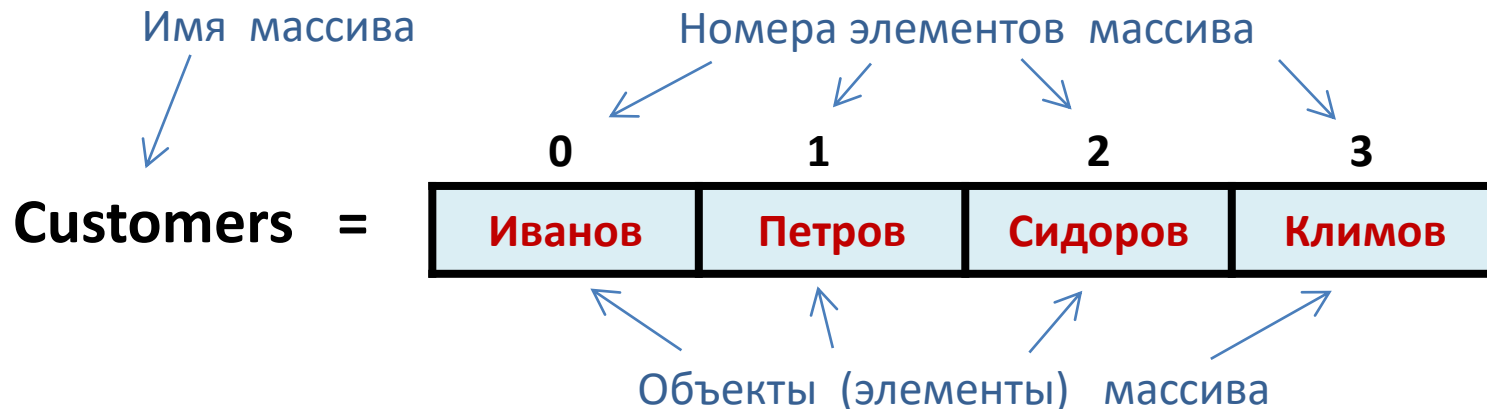 Имя массива
Номера элементов массива
0 1 2 3
Customers = Иванов Петров Сидоров Климов
Объекты (элементы) массива